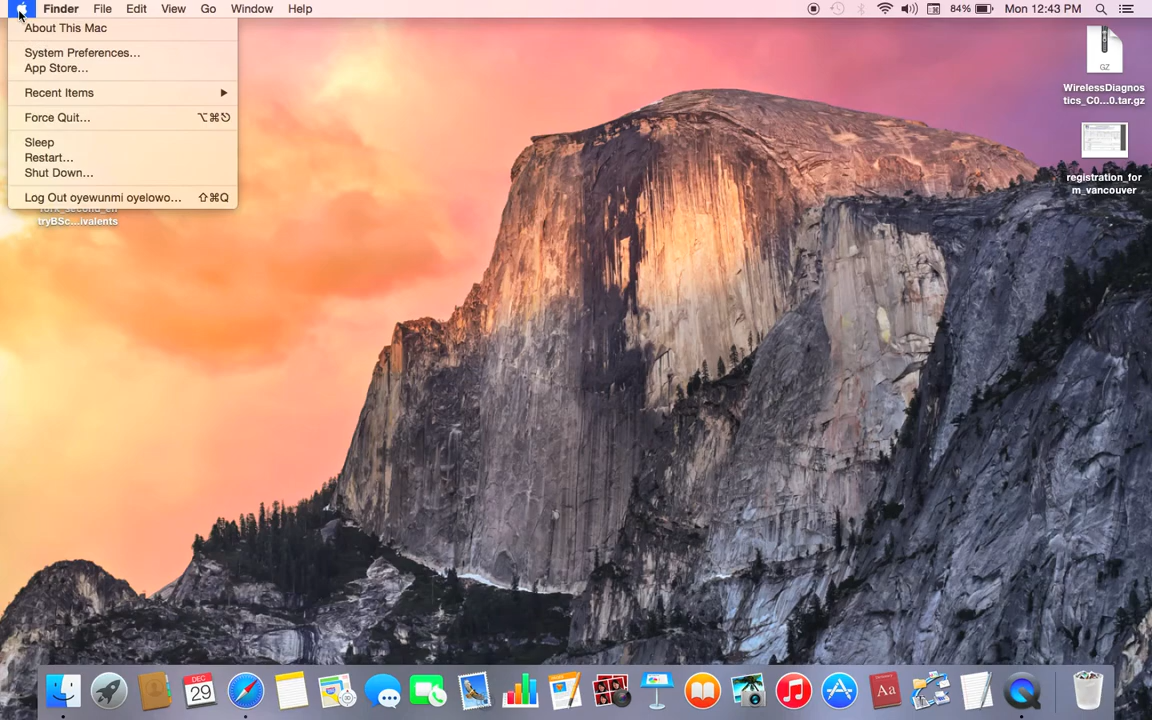 Finder File Edit View Go Window Help 84% Mon 12:43 PM
About This Mac
System Preferences...
App Store...
Recent Items
Force Quit... ⌥⌘⎋
Sleep
Restart...
Shut Down...
Log Out oyewunmi oyelowo... ⇧⌘Q
tryBSc...ivalents
GZ
WirelessDiagnos
tics_C0...0.tar.gz
registration_for
m_vancouver
DEC
29
Aa